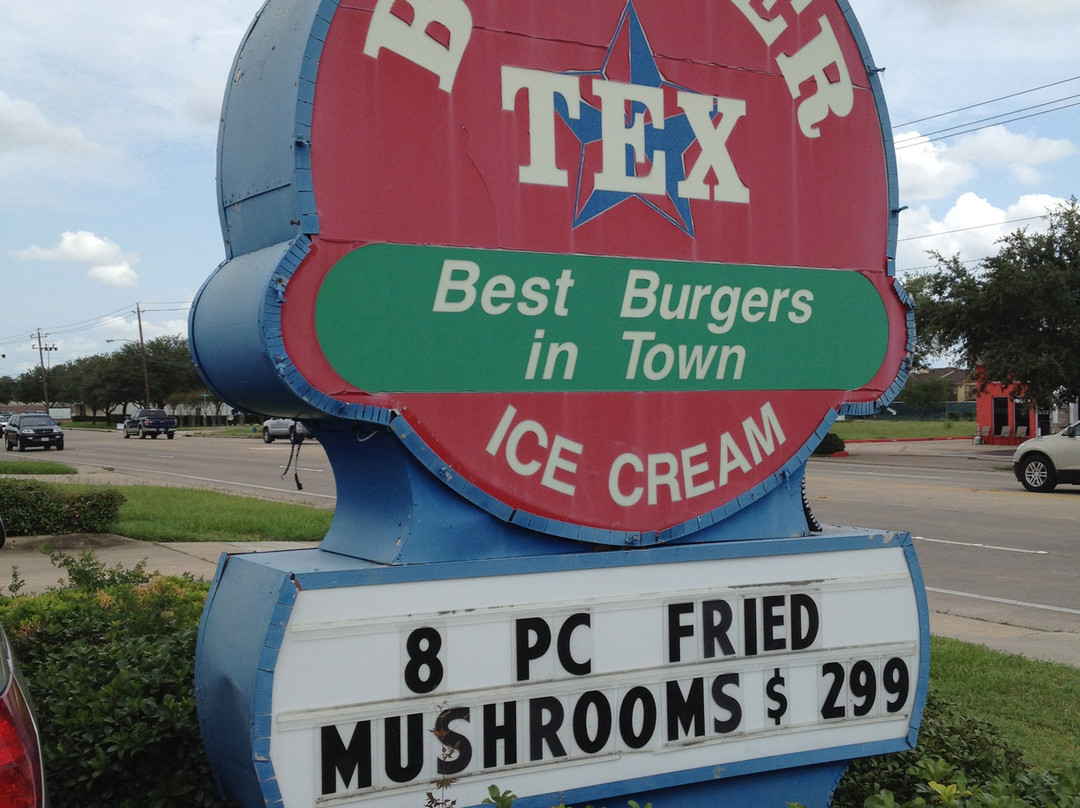 TEX
Best Burgers
in Town
ICE CREAM
8 PC FRIED
MUSHROOMS $ 299